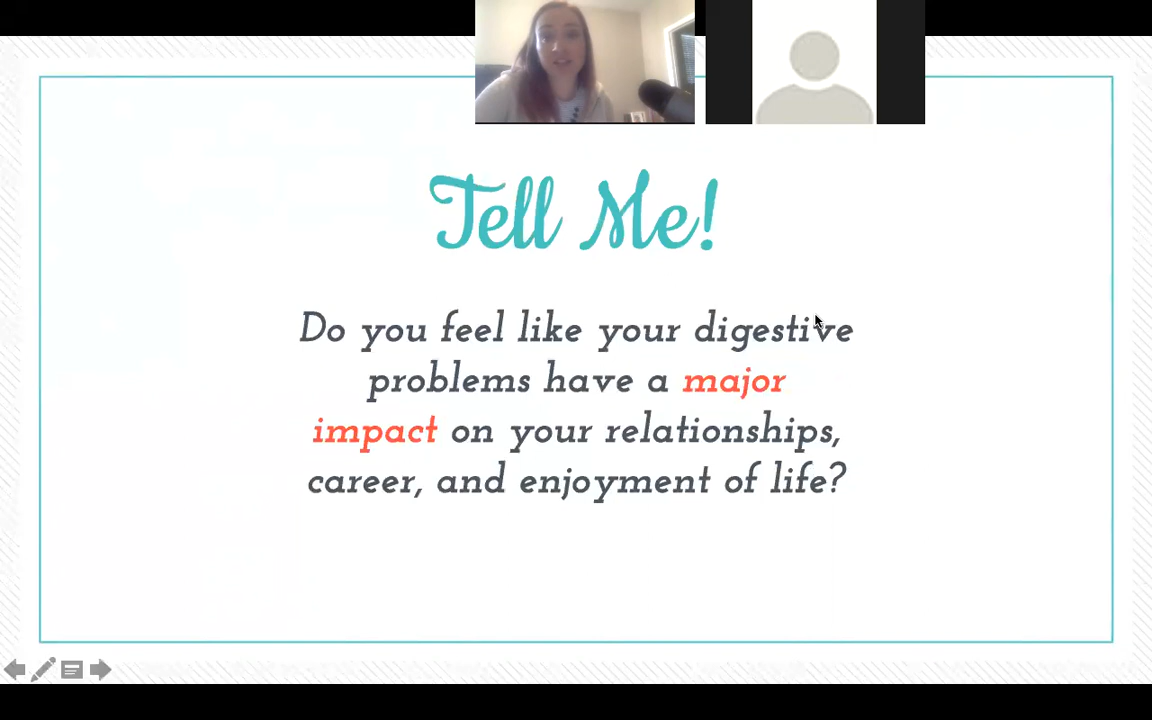 Tell Me!
Do you feel like your digestive
problems have a major
impact on your relationships,
career, and enjoyment of life?